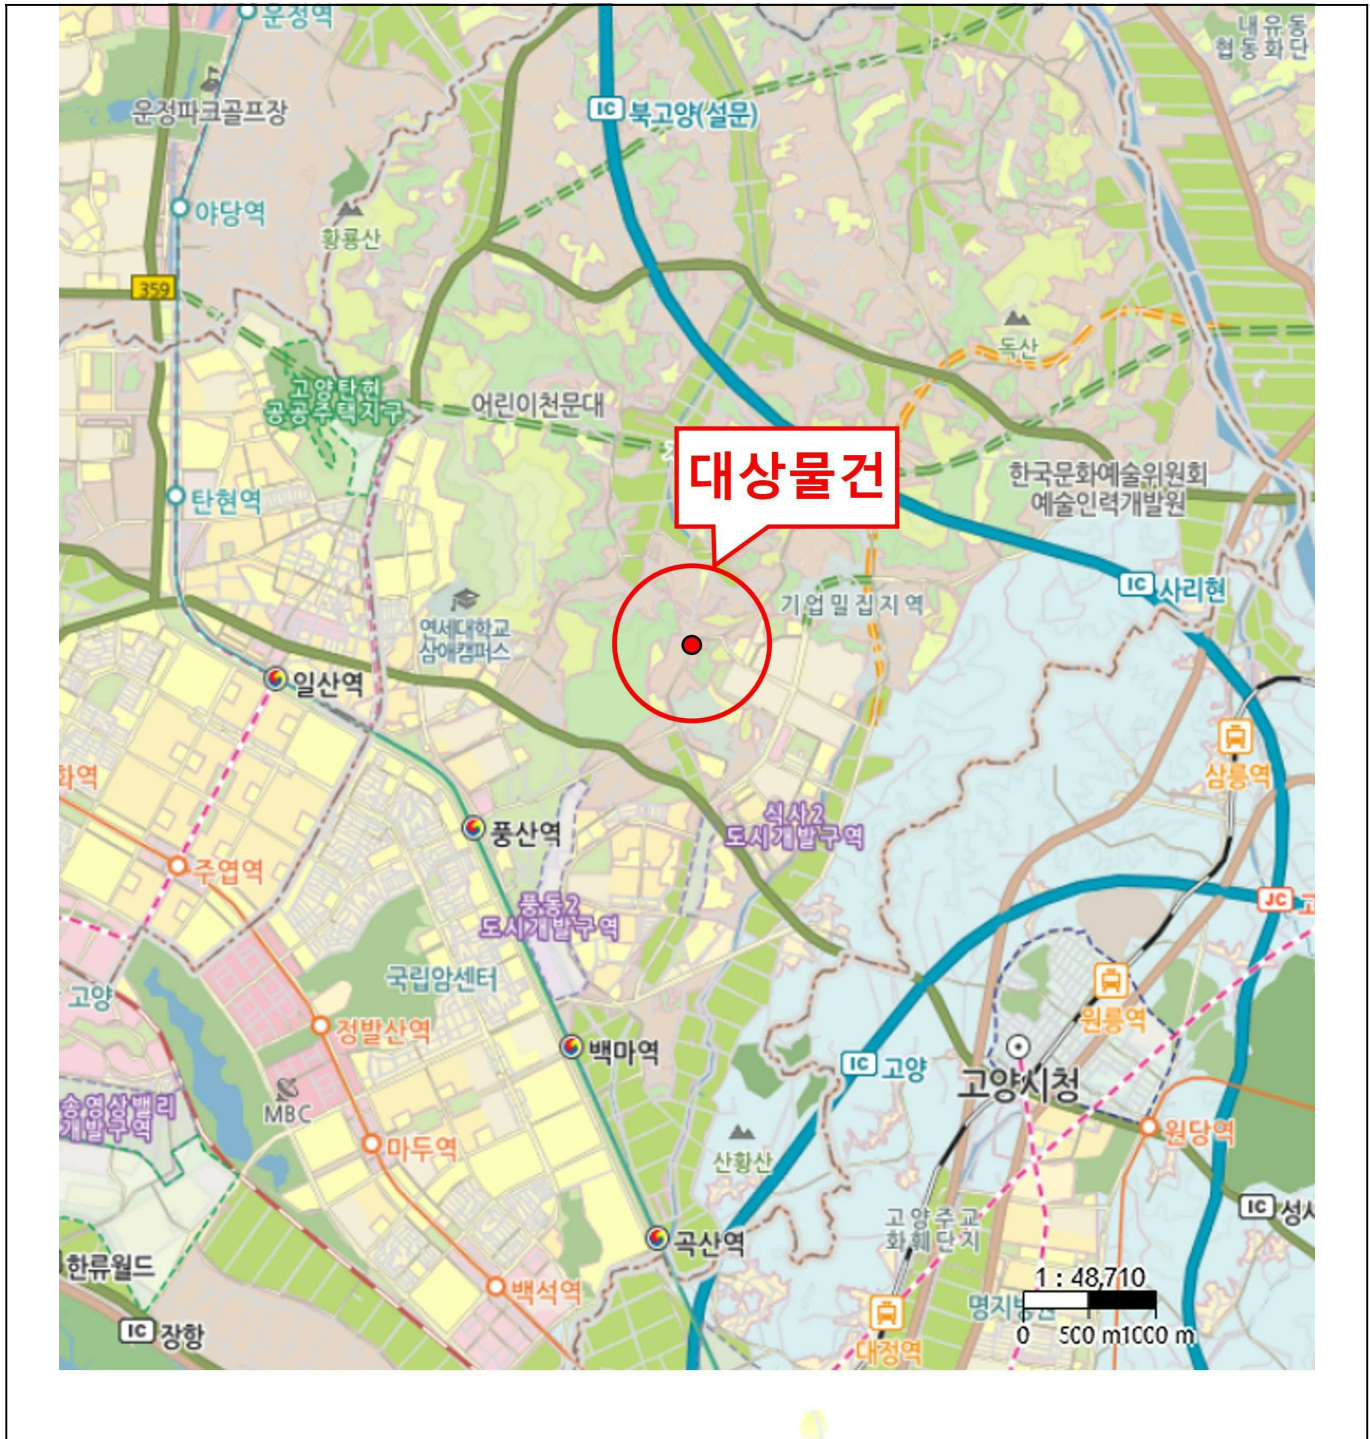 운정역
내유동
협동화단
운정파크골프장
IC 북고양(설문)
야당역
황룡산
359
독산
고양탄현
공공주택지구
어린이천문대
대상물건
한국문화예술위원회
예술인력개발원
탄현역
IC 사리현
기업밀집지역
연세대학교
삼애캠퍼스
일산역
삼릉역
화역
식사2
도시개발구역
풍산역
주엽역
JC 고
풍동2
도시개발구역
국립암센터
고양
원릉역
정발산역
백마역
IC 고양
고양시청
MBC
송영상밸리
개발구역
마두역
산황산
원당역
IC 성사
고양주교
화훼단지
곡산역
한류월드
1 : 48,710
백석역
명지병원
0 500 m 1000 m
IC 장항
대정역